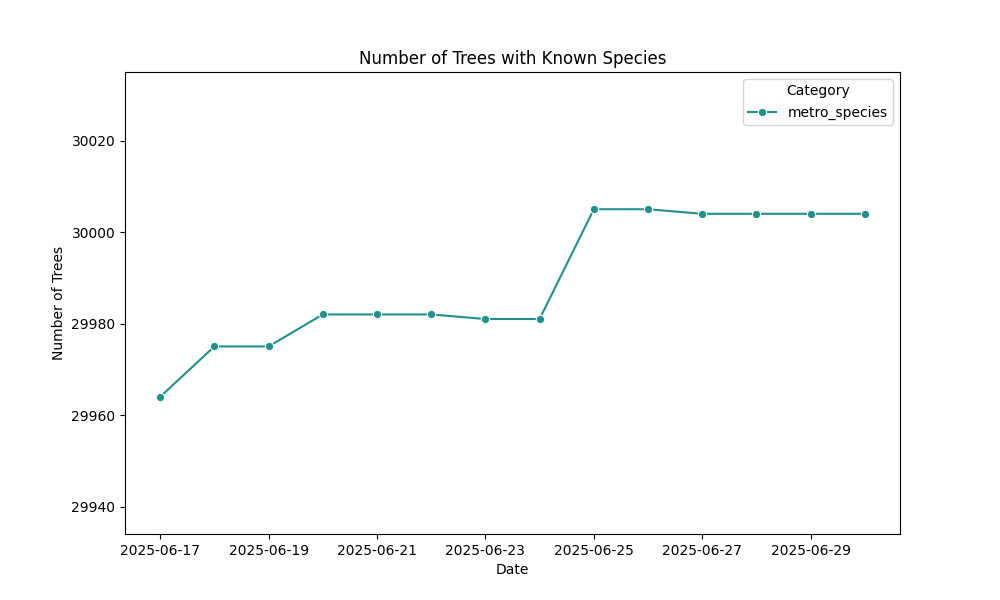 Number of Trees with Known Species
Category
metro_species
30020
30000
29980
29960
29940
Number of Trees
2025-06-17 2025-06-19 2025-06-21 2025-06-23 2025-06-25 2025-06-27 2025-06-29
Date